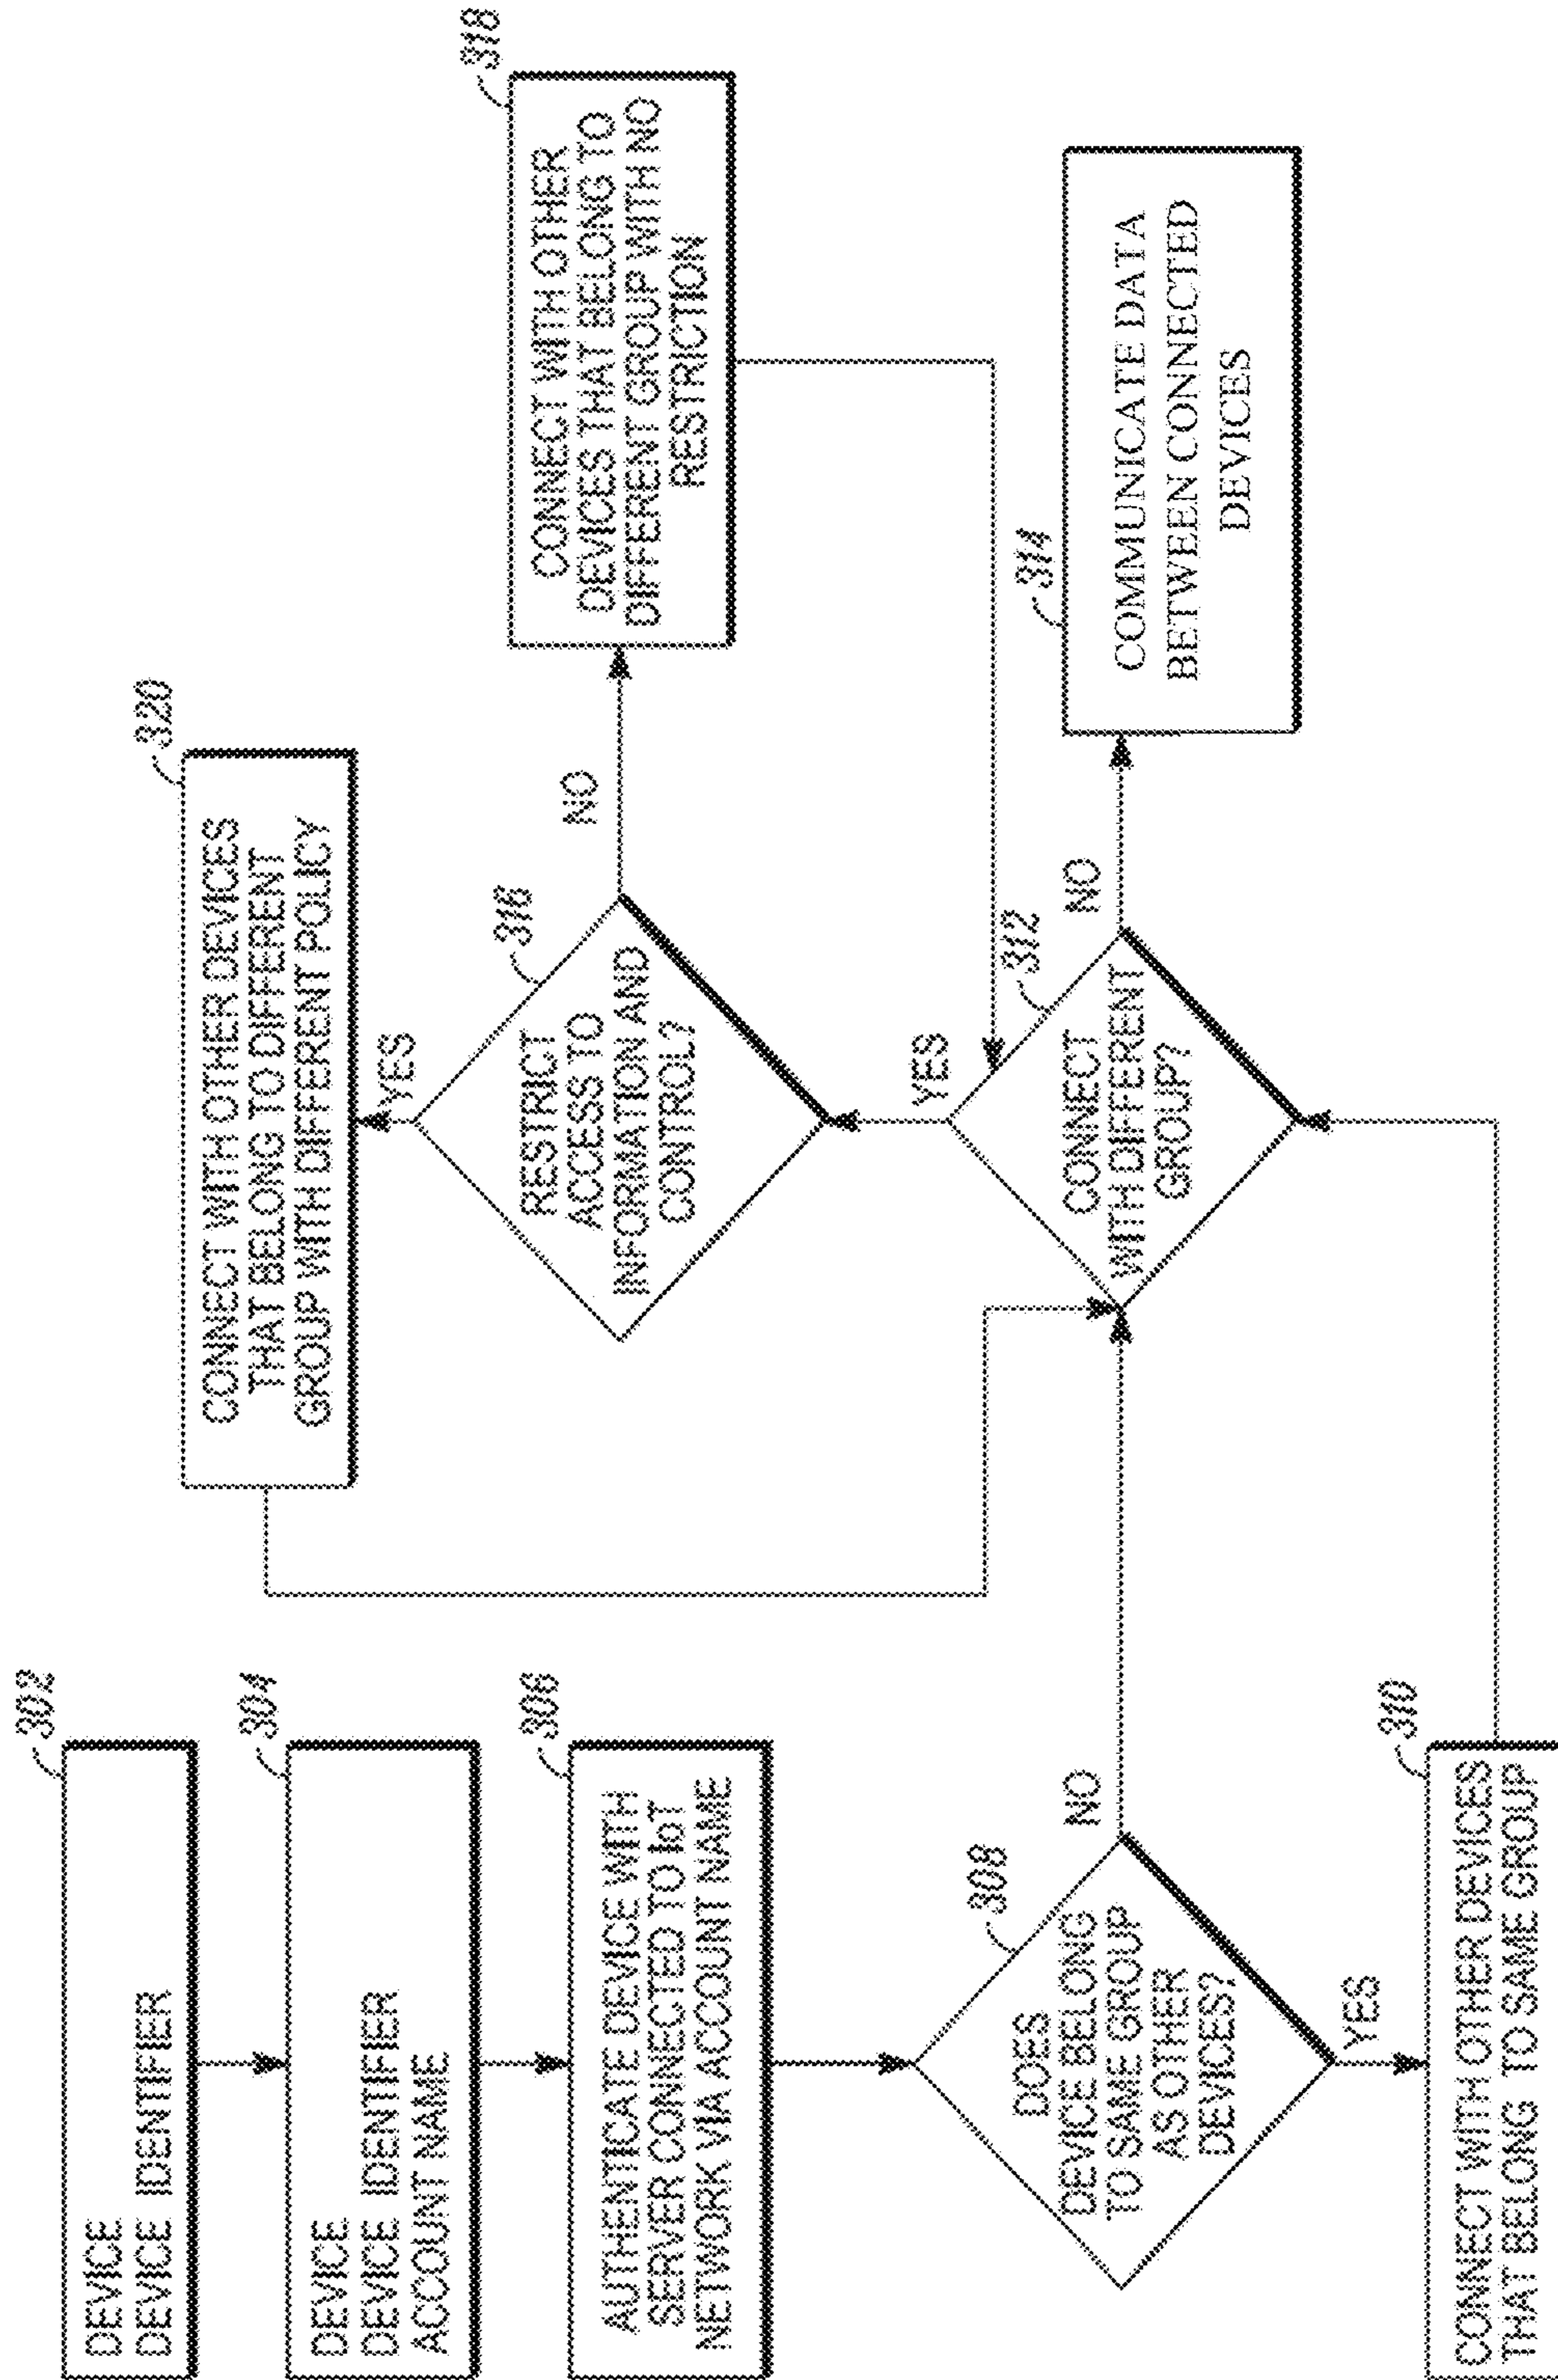 302
DEVICE
DEVICE IDENTIFIER
304
DEVICE
DEVICE IDENTIFIER
ACCOUNT NAME
306
AUTHENTICATE DEVICE WITH
SERVER CONNECTED TO IoT
NETWORK VIA ACCOUNT NAME
308
DOES
DEVICE BELONG
TO SAME GROUP
AS OTHER
DEVICES?
NO
YES
310
CONNECT WITH OTHER DEVICES
THAT BELONG TO SAME GROUP
320
CONNECT WITH OTHER DEVICES
THAT BELONG TO DIFFERENT
GROUP WITH DIFFERENT POLICY
YES
316
RESTRICT
ACCESS TO
INFORMATION AND
CONTROL?
NO
318
CONNECT WITH OTHER
DEVICES THAT BELONG TO
DIFFERENT GROUP WITH NO
RESTRICTION
YES
312
CONNECT
WITH DIFFERENT
GROUP?
NO
314
COMMUNICATE DATA
BETWEEN CONNECTED
DEVICES